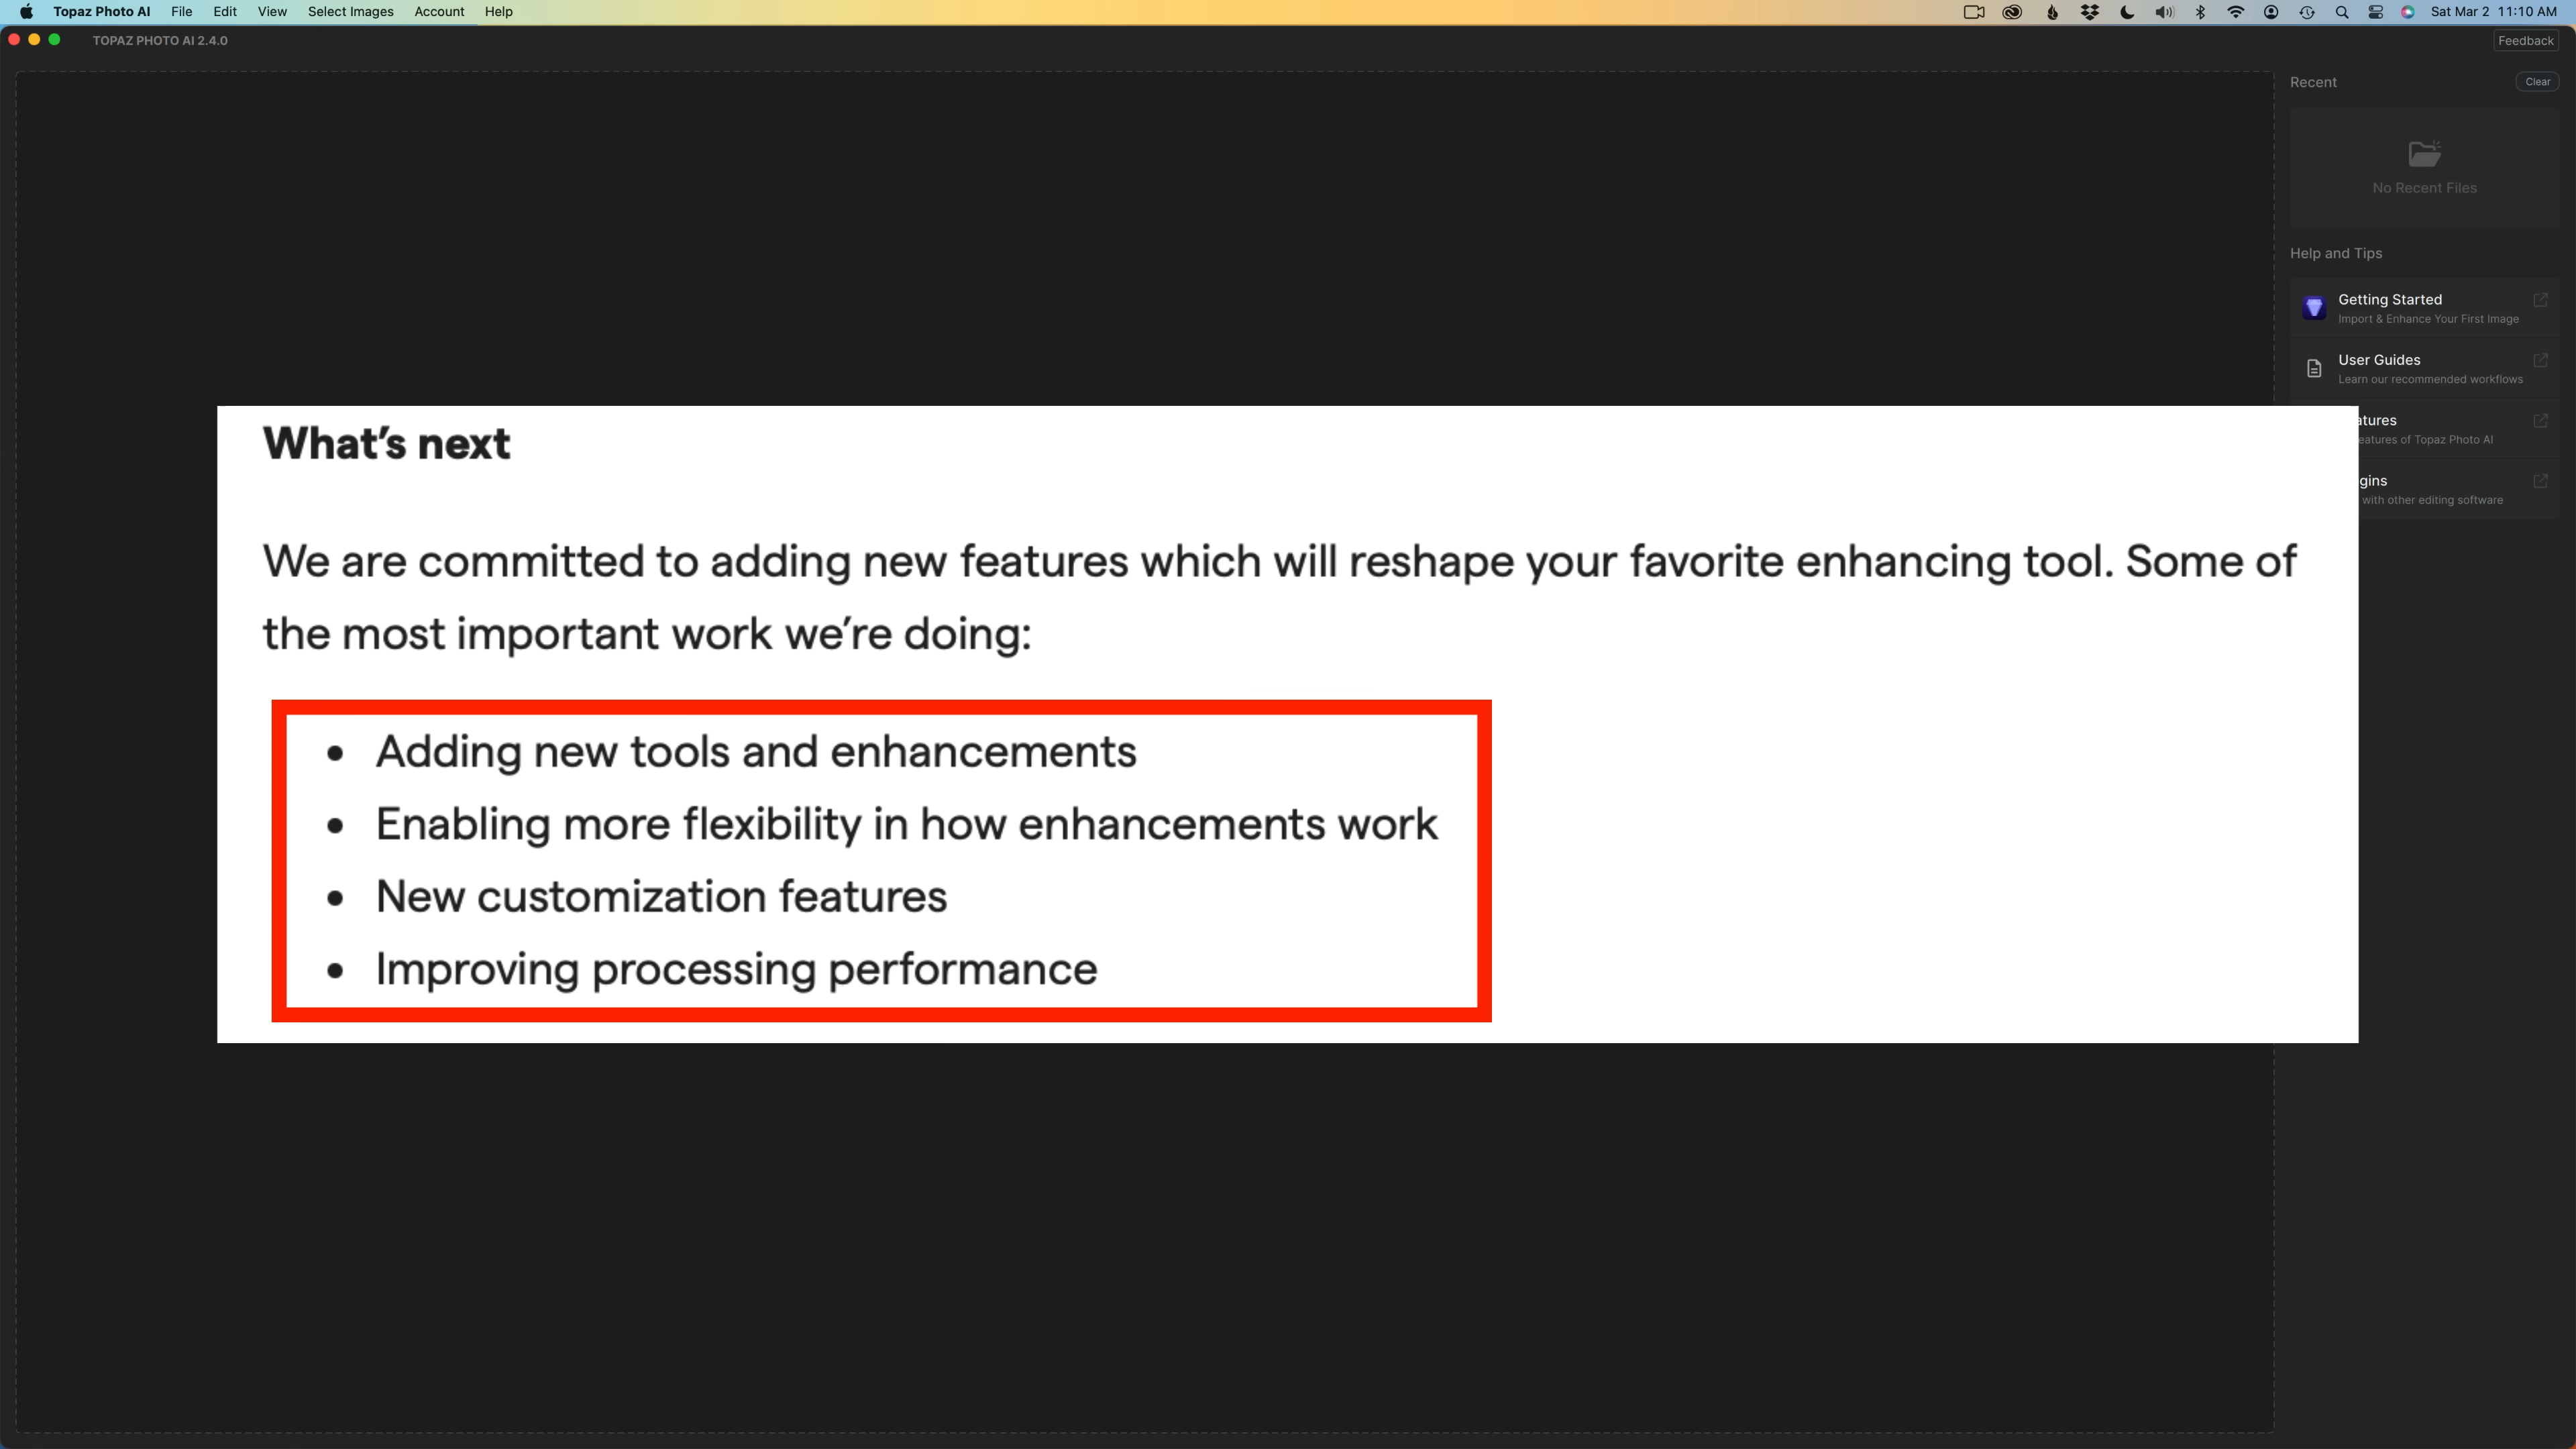 Topaz Photo AI File Edit View Select Images Account Help Sat Mar 2 11:10 AM
TOPAZ PHOTO AI 2.4.0 Feedback
Recent Clear
No Recent Files
Help and Tips
Getting Started
Import & Enhance Your First Image
User Guides
Learn our recommended workflows
atures
eatures of Topaz Photo AI
gins
with other editing software
What's next
We are committed to adding new features which will reshape your favorite enhancing tool. Some of
the most important work we're doing:
• Adding new tools and enhancements
• Enabling more flexibility in how enhancements work
• New customization features
• Improving processing performance